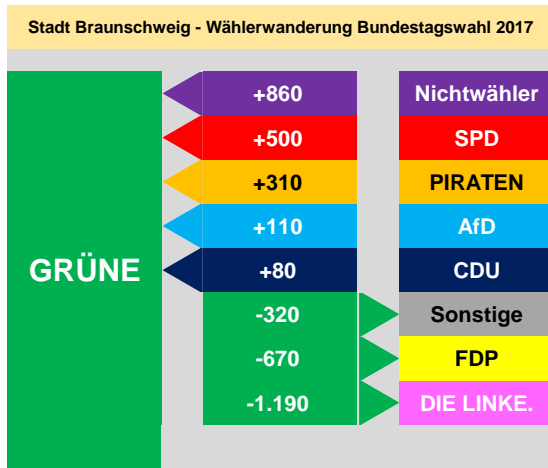 Stadt Braunschweig - Wählerwanderung Bundestagswahl 2017
+860 Nichtwähler
+500 SPD
+310 PIRATEN
+110 AfD
GRÜNE +80 CDU
-320 Sonstige
-670 FDP
-1.190 DIE LINKE.